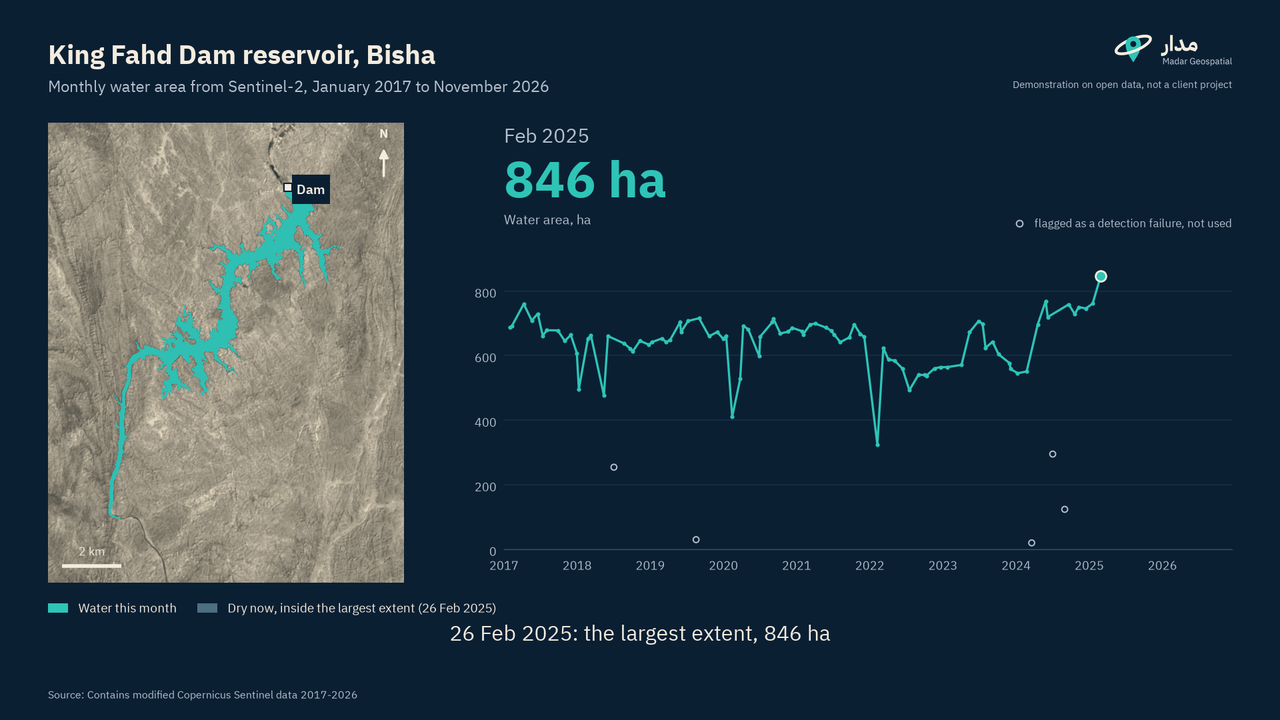 King Fahd Dam reservoir, Bisha
Monthly water area from Sentinel-2, January 2017 to November 2026
مدار
Madar Geospatial
Demonstration on open data, not a client project
N
Dam
2 km
Feb 2025
846 ha
Water area, ha
flagged as a detection failure, not used
800
600
400
200
0
2017 2018 2019 2020 2021 2022 2023 2024 2025 2026
Water this month
Dry now, inside the largest extent (26 Feb 2025)
26 Feb 2025: the largest extent, 846 ha
Source: Contains modified Copernicus Sentinel data 2017-2026